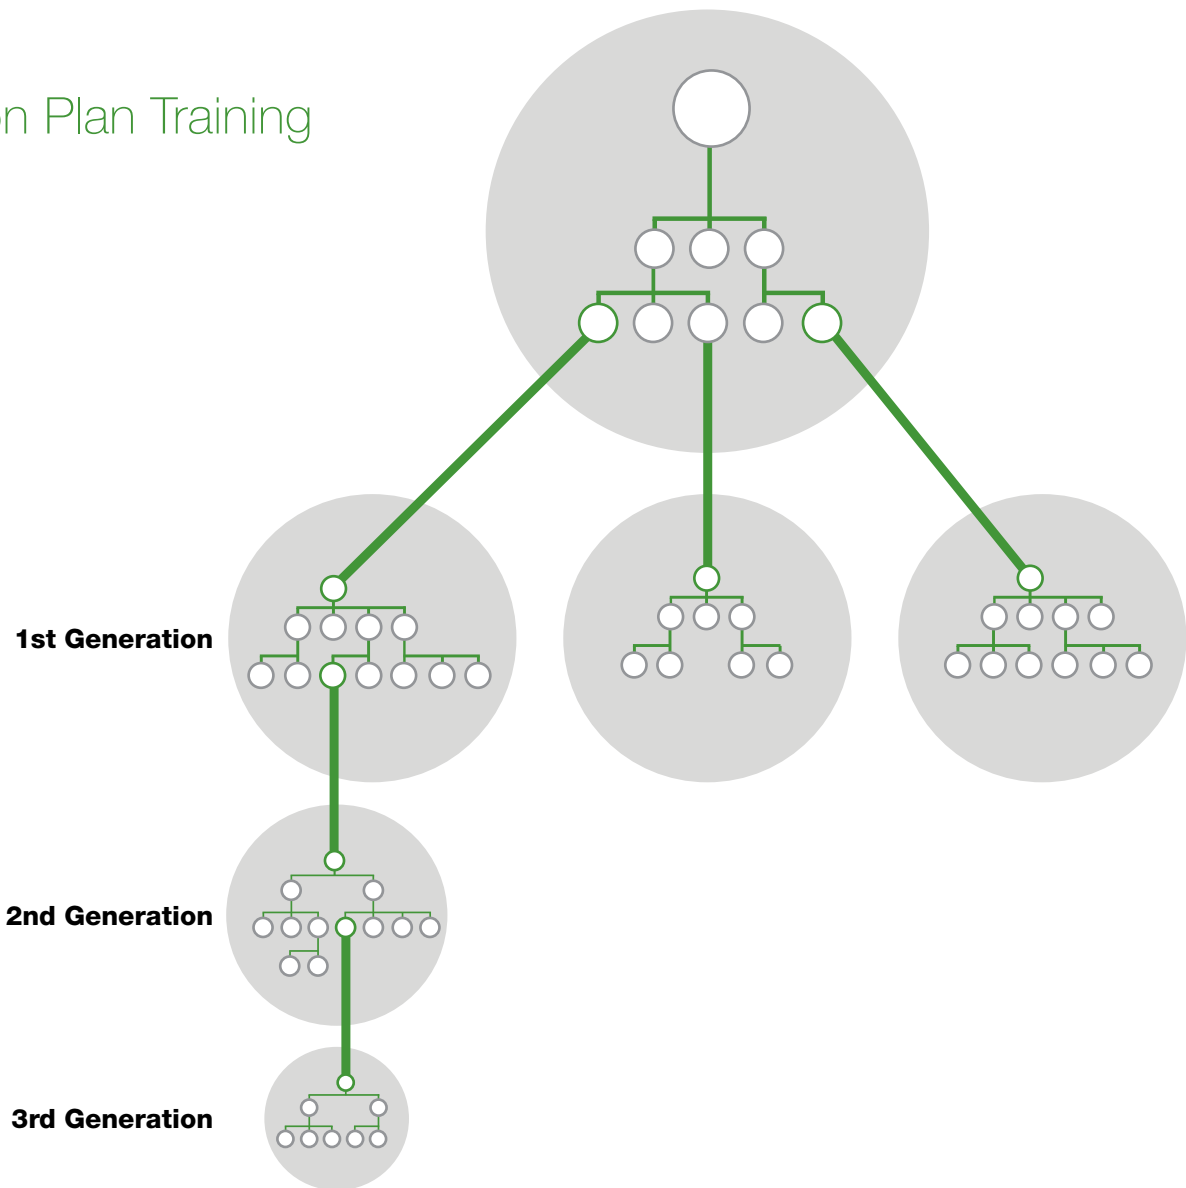 n Plan Training
1st Generation
2nd Generation
3rd Generation